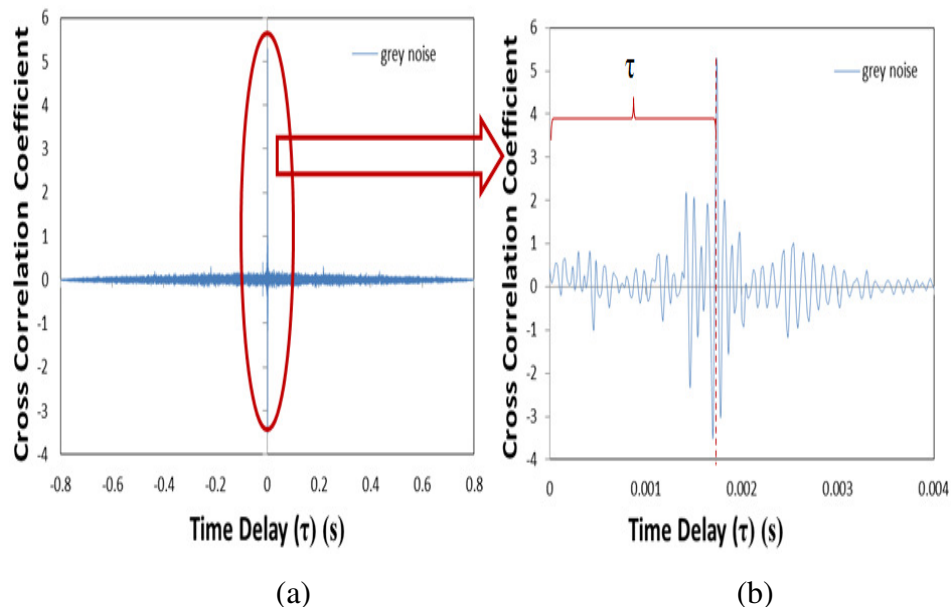 6
5
4
3
2
1
0
-1
-2
-3
-4
Cross Correlation Coefficient
grey noise
-0.8 -0.6 -0.4 -0.2 0 0.2 0.4 0.6 0.8
Time Delay (τ) (s)
(a)
6
5
4
3
2
1
0
-1
-2
-3
-4
Cross Correlation Coefficient
τ
grey noise
0 0.001 0.002 0.003 0.004
Time Delay (τ) (s)
(b)